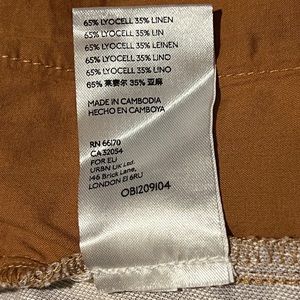 65% LYOCELL 35% LINEN
65% LYOCELL 35% LIN
65% LYOCELL 35% LEINEN
65% LYOCELL 35% LINO
65% LYOCELL 35% LINO
65% 莱赛尔 35% 亚麻
MADE IN CAMBODIA
HECHO EN CAMBOYA
RN 66170
CA 32054
FOR EU
URBN UK Ltd.
146 Brick Lane,
LONDON E1 6RU
OB1209104